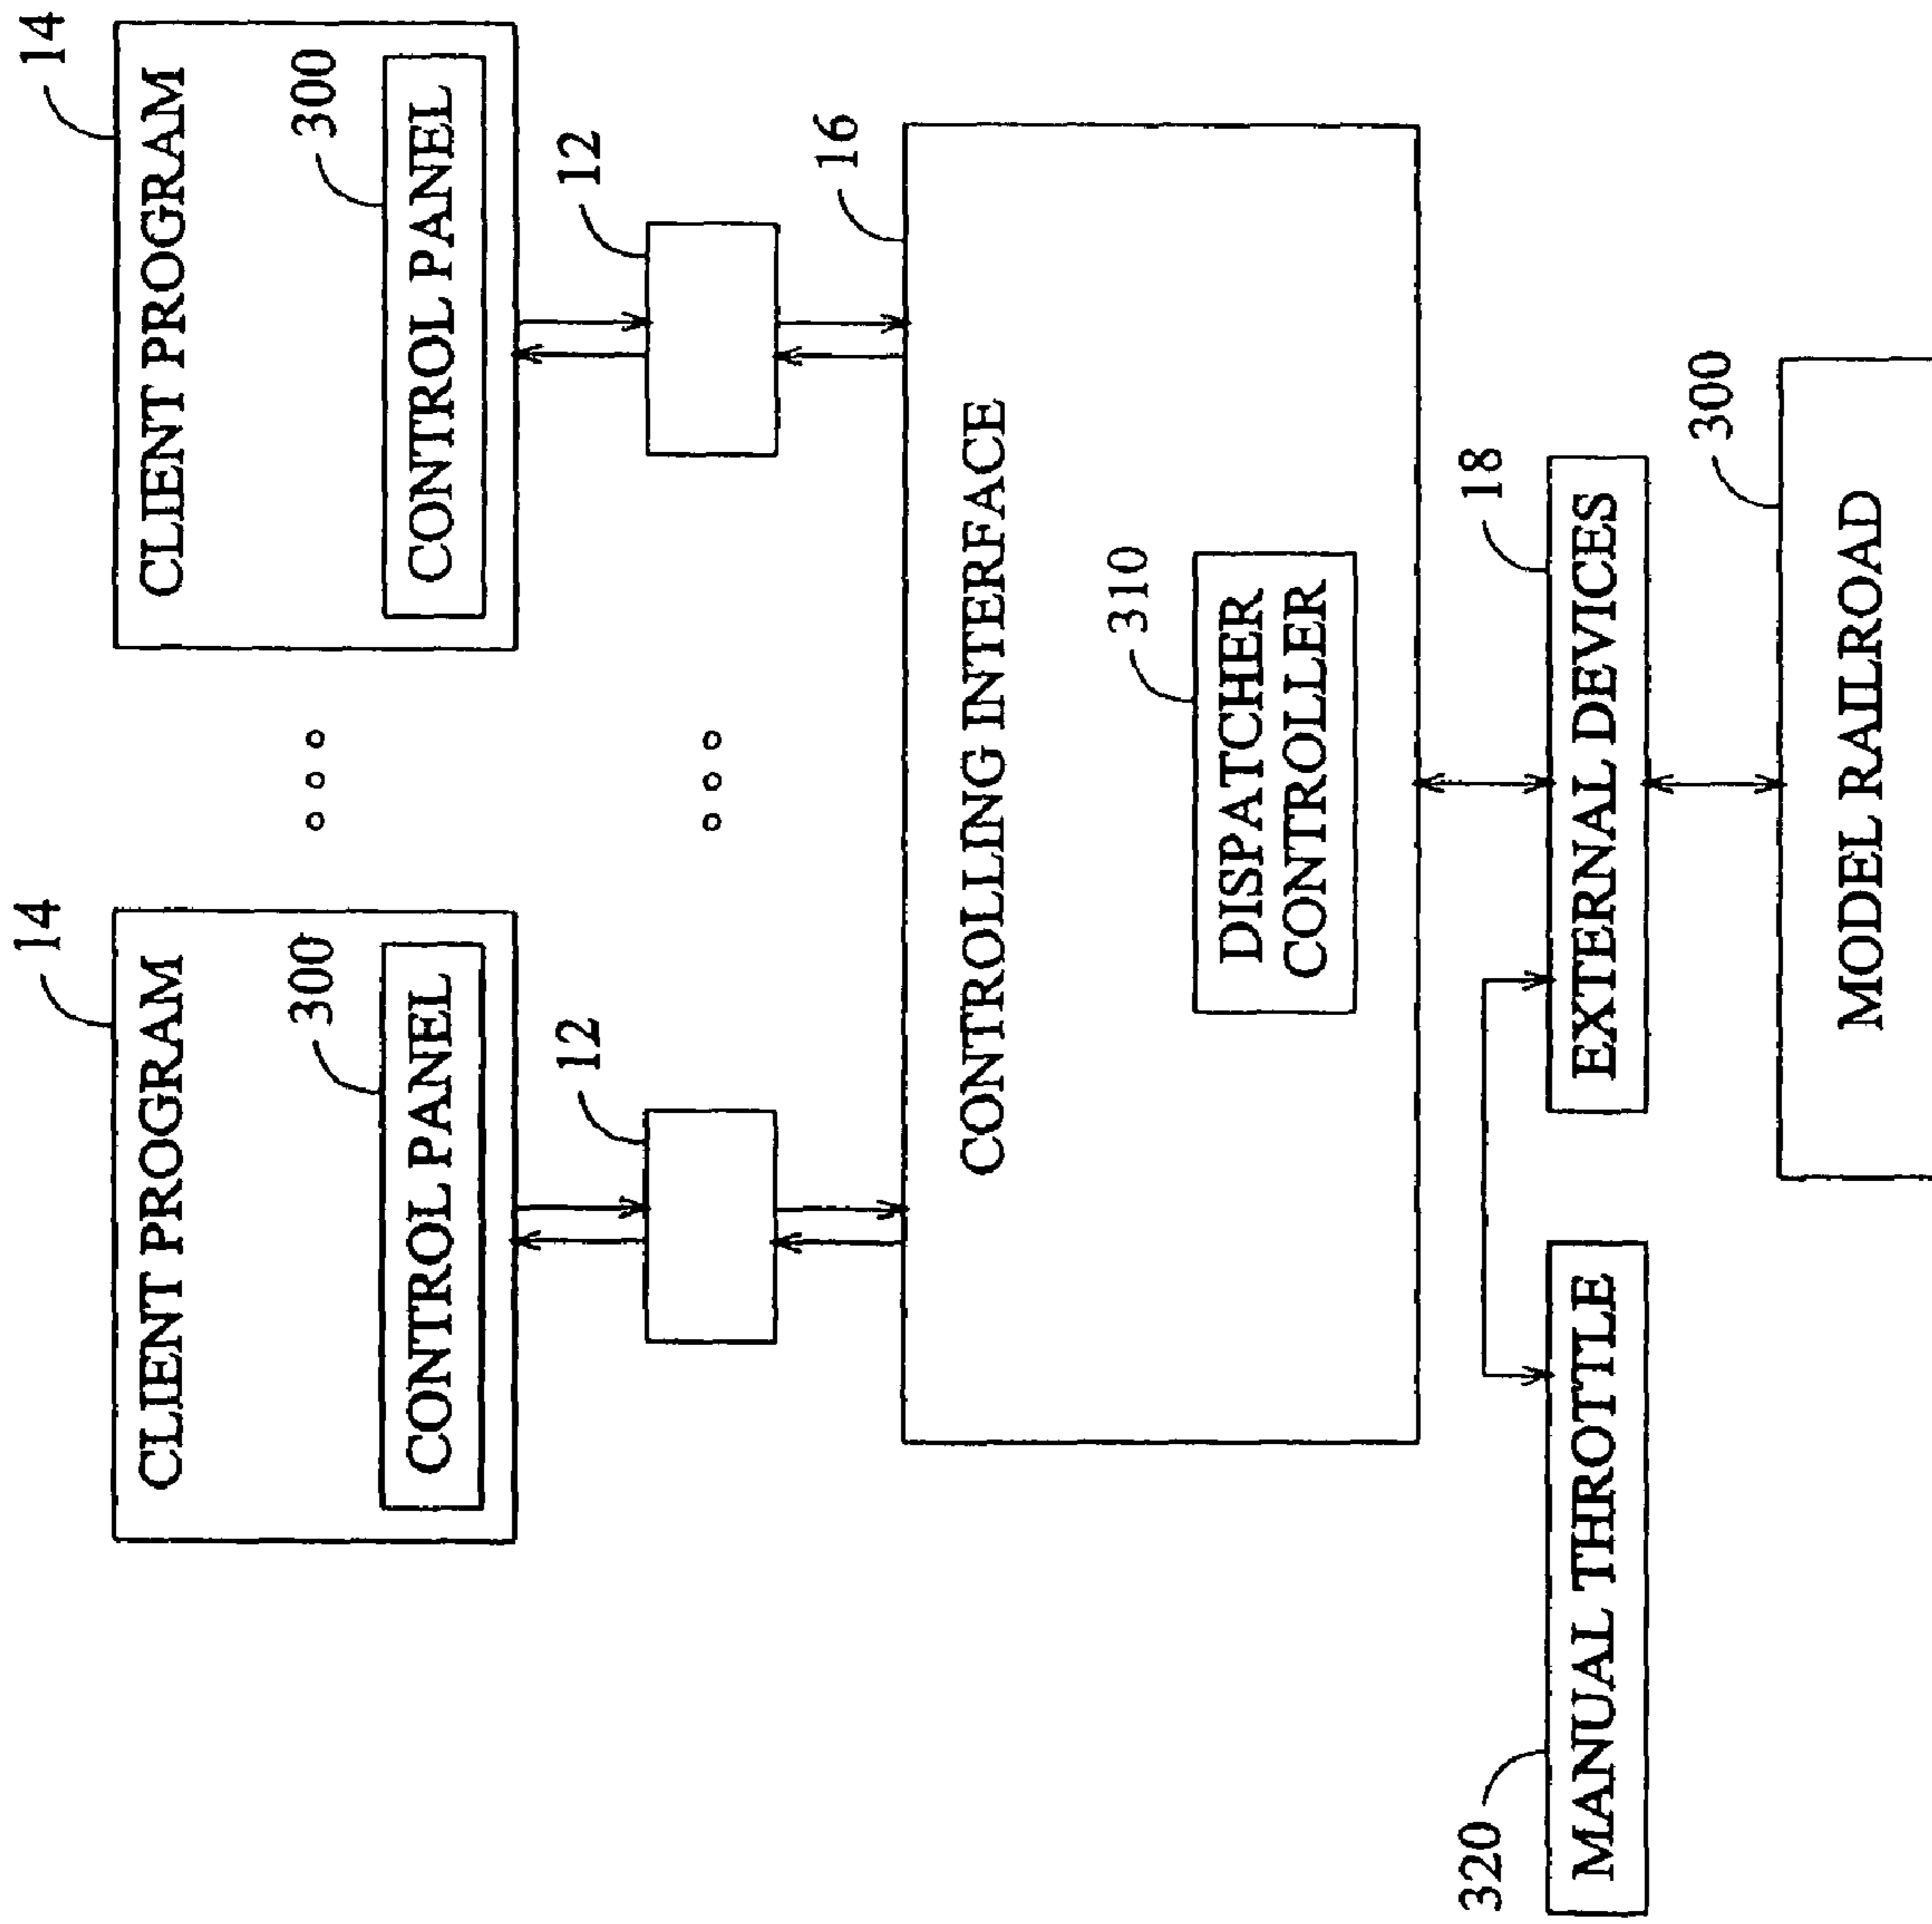 14
14
CLIENT PROGRAM
CLIENT PROGRAM
300
300
CONTROL PANEL
CONTROL PANEL
12
12
16
CONTROLLING INTERFACE
310
DISPATCHER
CONTROLLER
320
18
MANUAL THROTTLE
EXTERNAL DEVICES
300
MODEL RAILROAD